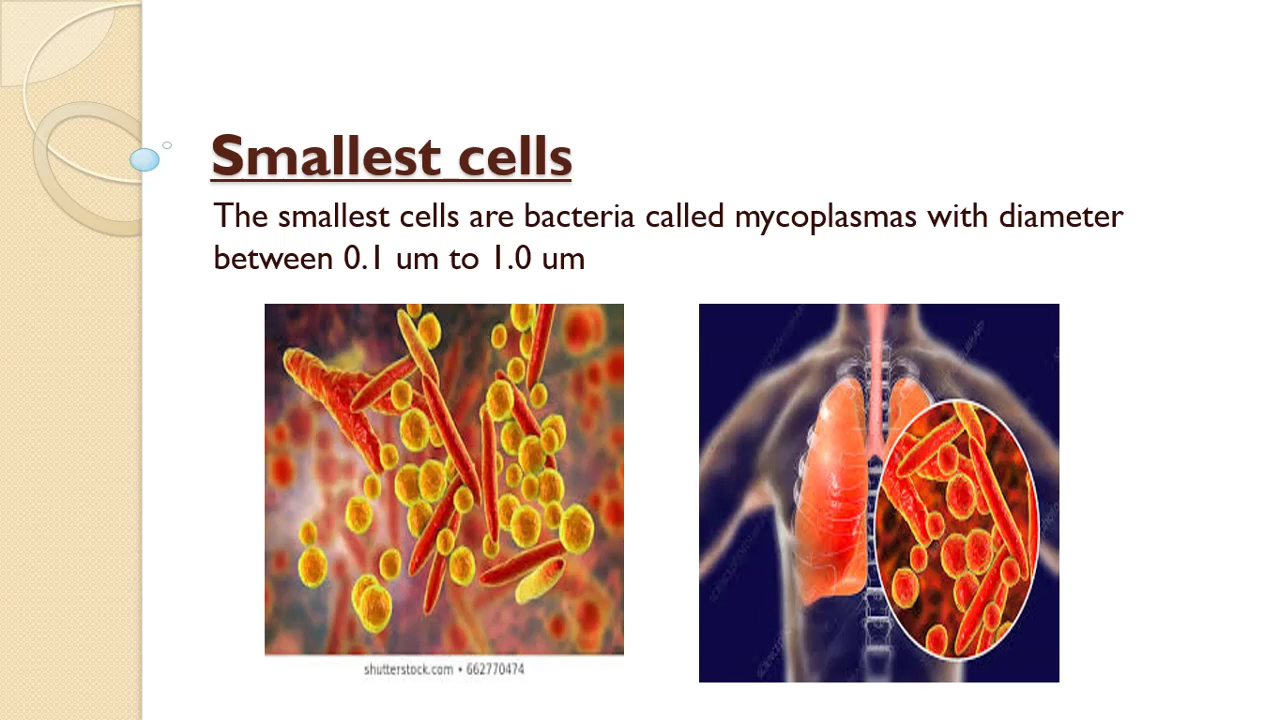 Smallest cells
The smallest cells are bacteria called mycoplasmas with diameter
between 0.1 um to 1.0 um
shutterstock.com • 662770474